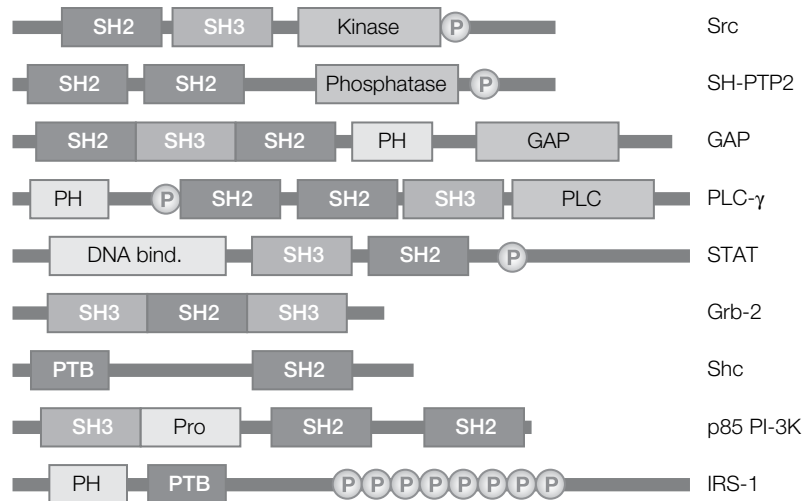 SH2 SH3 Kinase P Src
SH2 SH2 Phosphatase P SH-PTP2
SH2 SH3 SH2 PH GAP GAP
PH P SH2 SH2 SH3 PLC PLC-γ
DNA bind. SH3 SH2 P STAT
SH3 SH2 SH3 Grb-2
PTB SH2 Shc
SH3 Pro SH2 SH2 p85 PI-3K
PH PTB P P P P P P P P IRS-1